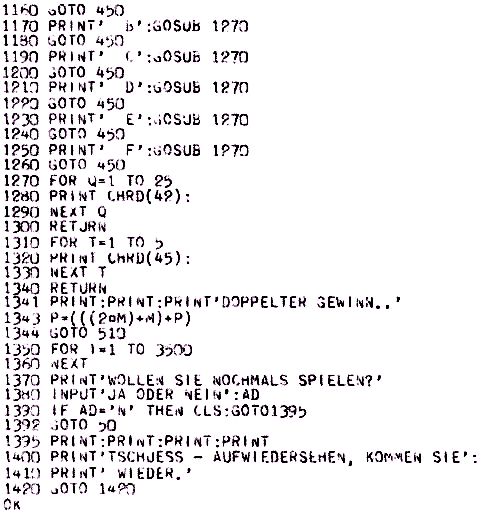 1160 GOTO 450
1170 PRINT'  B':GOSUB 1270
1180 GOTO 450
1190 PRINT'  C':GOSUB 1270
1200 GOTO 450
1210 PRINT'  D':GOSUB 1270
1220 GOTO 450
1230 PRINT'  E':GOSUB 1270
1240 GOTO 450
1250 PRINT'  F':GOSUB 1270
1260 GOTO 450
1270 FOR Q=1 TO 25
1280 PRINT CHRD(42);
1290 NEXT Q
1300 RETURN
1310 FOR T=1 TO 5
1320 PRINT CHRD(45);
1330 NEXT T
1340 RETURN
1341 PRINT:PRINT:PRINT'DOPPELTER GEWINN..'
1343 P=(((2¤M)+M)+P)
1344 GOTO 510
1350 FOR I=1 TO 3500
1360 NEXT
1370 PRINT'WOLLEN SIE NOCHMALS SPIELEN?'
1380 INPUT'JA ODER NEIN':AD
1390 IF AD='N' THEN CLS:GOTO1395
1392 GOTO 50
1395 PRINT:PRINT:PRINT:PRINT
1400 PRINT'TSCHJESS - AUFWIEDERSEHEN, KOMMEN SIE';
1410 PRINT' WIEDER.'
1420 GOTO 1420
OK